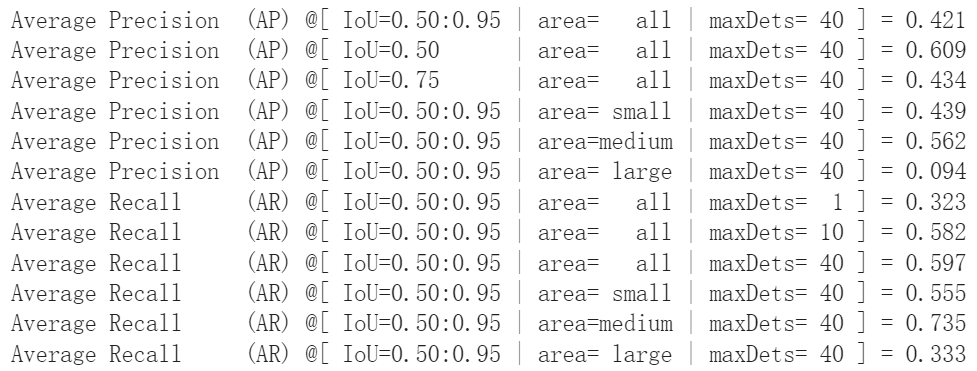 Average Precision  (AP) @[ IoU=0.50:0.95 | area=   all | maxDets= 40 ] = 0.421
Average Precision  (AP) @[ IoU=0.50      | area=   all | maxDets= 40 ] = 0.609
Average Precision  (AP) @[ IoU=0.75      | area=   all | maxDets= 40 ] = 0.434
Average Precision  (AP) @[ IoU=0.50:0.95 | area= small | maxDets= 40 ] = 0.439
Average Precision  (AP) @[ IoU=0.50:0.95 | area=medium | maxDets= 40 ] = 0.562
Average Precision  (AP) @[ IoU=0.50:0.95 | area= large | maxDets= 40 ] = 0.094
Average Recall     (AR) @[ IoU=0.50:0.95 | area=   all | maxDets=  1 ] = 0.323
Average Recall     (AR) @[ IoU=0.50:0.95 | area=   all | maxDets= 10 ] = 0.582
Average Recall     (AR) @[ IoU=0.50:0.95 | area=   all | maxDets= 40 ] = 0.597
Average Recall     (AR) @[ IoU=0.50:0.95 | area= small | maxDets= 40 ] = 0.555
Average Recall     (AR) @[ IoU=0.50:0.95 | area=medium | maxDets= 40 ] = 0.735
Average Recall     (AR) @[ IoU=0.50:0.95 | area= large | maxDets= 40 ] = 0.333